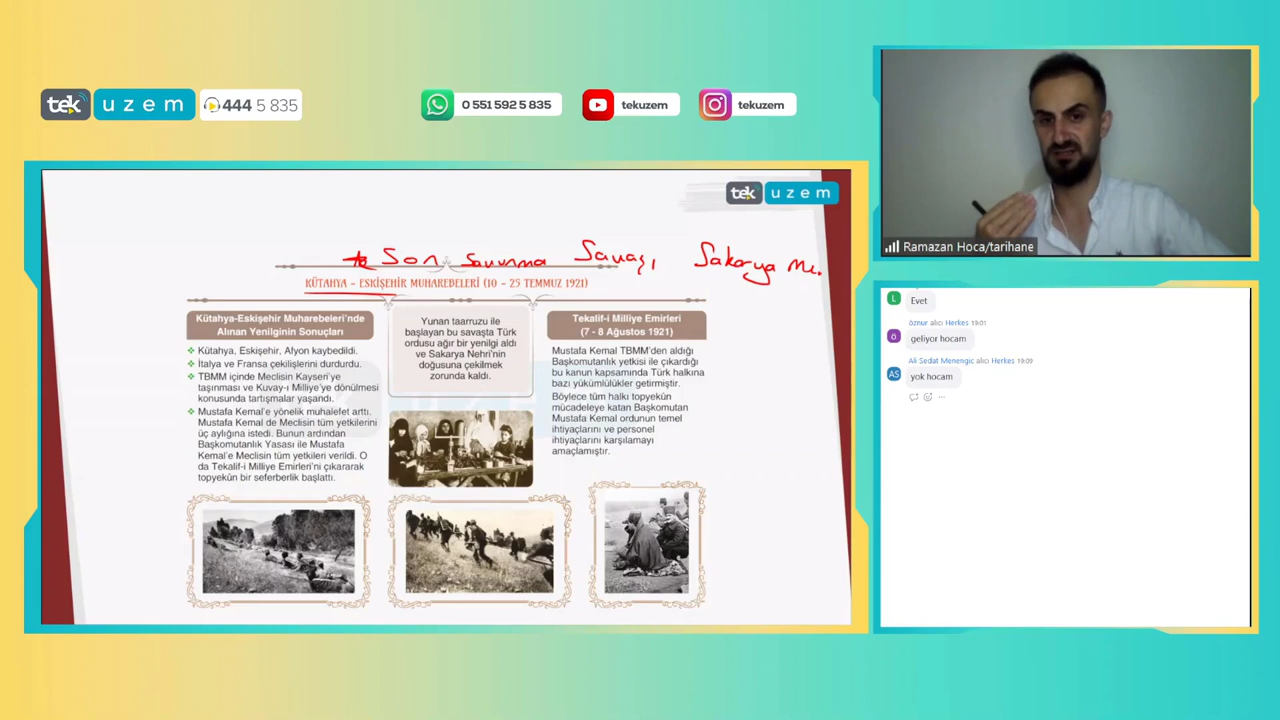 tek uzem 444 5 835
0 551 592 5 835
tekuzem
tekuzem
tek uzem
Son Savunma Savaşı Sakarya Me.
KÜTAHYA – ESKİŞEHİR MUHAREBELERİ (10 – 25 TEMMUZ 1921)
Kütahya-Eskişehir Muharebeleri'nde
Alınan Yenilginin Sonuçları
❖ Kütahya, Eskişehir, Afyon kaybedildi.
❖ İtalya ve Fransa çekilişlerini durdurdu.
❖ TBMM içinde Meclisin Kayseri'ye
taşınması ve Kuvay-ı Milliye'ye dönülmesi
konusunda tartışmalar yaşandı.
❖ Mustafa Kemal'e yönelik muhalefet arttı.
Mustafa Kemal de Meclisin tüm yetkilerini
üç aylığına istedi. Bunun ardından
Başkomutanlık Yasası ile Mustafa
Kemal'e Meclisin tüm yetkileri verildi. O
da Tekalif-i Milliye Emirleri'ni çıkararak
topyekûn bir seferberlik başlattı.
Yunan taarruzu ile
başlayan bu savaşta Türk
ordusu ağır bir yenilgi aldı
ve Sakarya Nehri'nin
doğusuna çekilmek
zorunda kaldı.
Tekalif-i Milliye Emirleri
(7 - 8 Ağustos 1921)
Mustafa Kemal TBMM'den aldığı
Başkomutanlık yetkisi ile çıkardığı
bu kanun kapsamında Türk halkına
bazı yükümlülükler getirmiştir.
Böylece tüm halkı topyekûn
mücadeleye katan Başkomutan
Mustafa Kemal ordunun temel
ihtiyaçlarını ve personel
ihtiyaçlarını karşılamayı
amaçlamıştır.
Ramazan Hoca/tarihane
L Evet
öznur alıcı Herkes 19:01
ö geliyor hocam
Ali Sedat Menengic alıcı Herkes 19:09
AS yok hocam